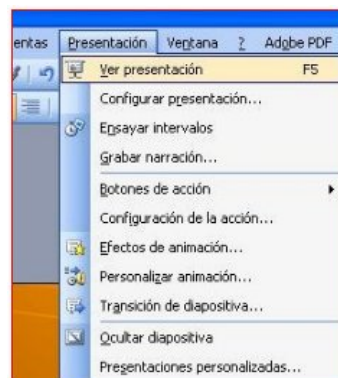 entas Presentación Ventana ? Adobe PDF
Ver presentación F5
Configurar presentación...
Ensayar intervalos
Grabar narración...
Botones de acción
Configuración de la acción...
Efectos de animación...
Personalizar animación...
Transición de diapositiva...
Ocultar diapositiva
Presentaciones personalizadas...